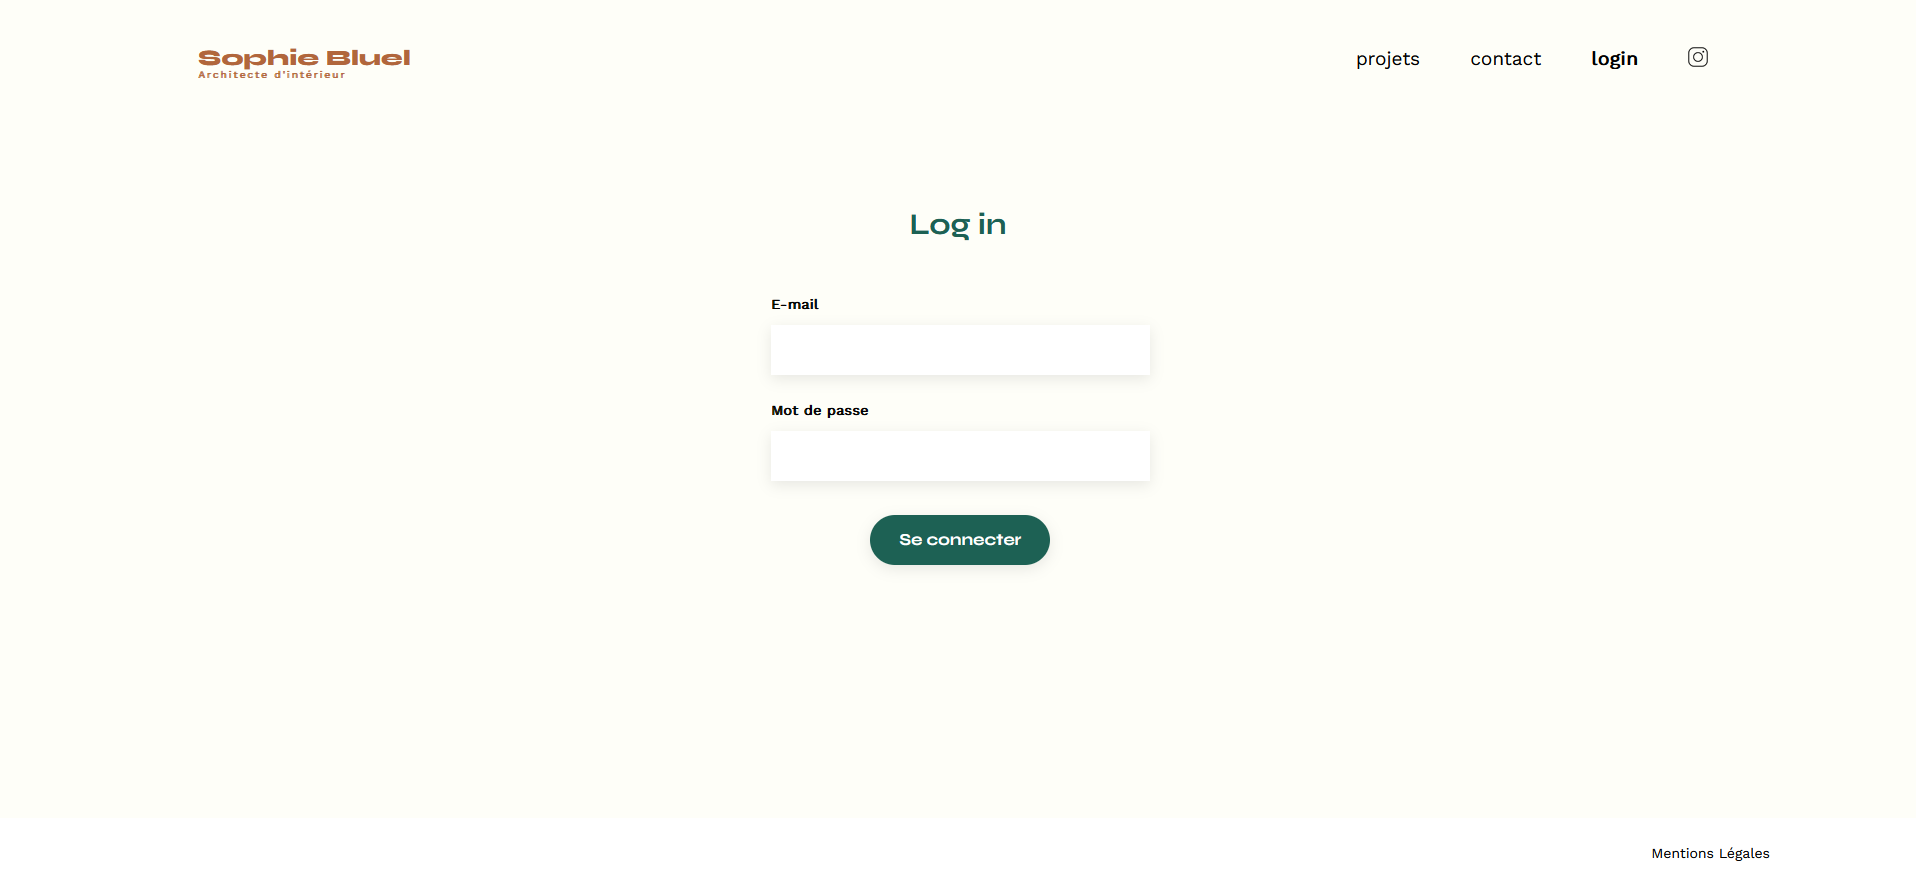 Sophie Bluel
Architecte d'intérieur
projets contact login
Log in
E-mail
Mot de passe
Se connecter
Mentions Légales